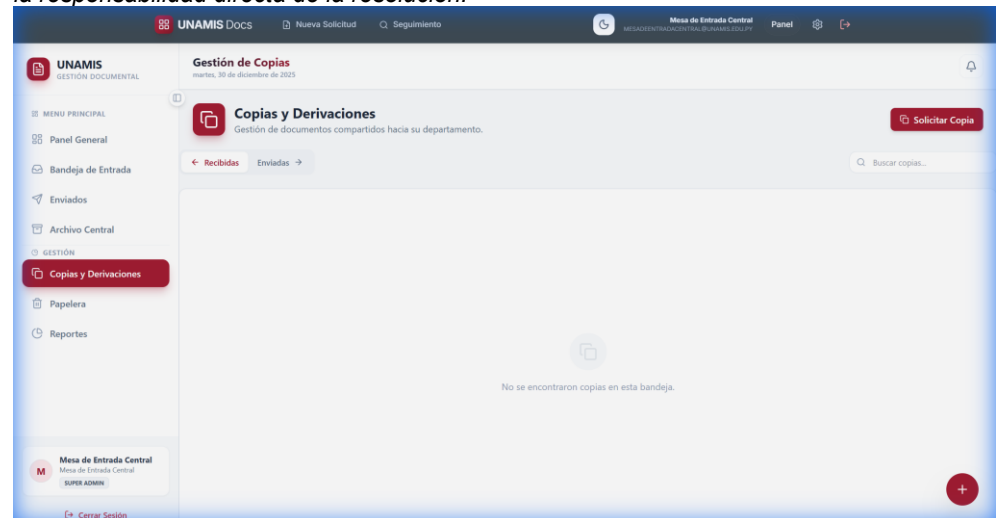 la responsabilidad directa de la resolución.
UNAMIS Docs
Nueva Solicitud
Seguimiento
Mesa de Entrada Central
MESADEENTRADACENTRAL@UNAMIS.EDU.PY
Panel
UNAMIS
GESTIÓN DOCUMENTAL
Gestión de Copias
martes, 30 de diciembre de 2025
MENU PRINCIPAL
Panel General
Bandeja de Entrada
Enviados
Archivo Central
GESTIÓN
Copias y Derivaciones
Papelera
Reportes
Copias y Derivaciones
Gestión de documentos compartidos hacia su departamento.
Solicitar Copia
← Recibidas
Enviadas →
Buscar copias...
No se encontraron copias en esta bandeja.
M
Mesa de Entrada Central
Mesa de Entrada Central
SUPER ADMIN
Cerrar Sesión